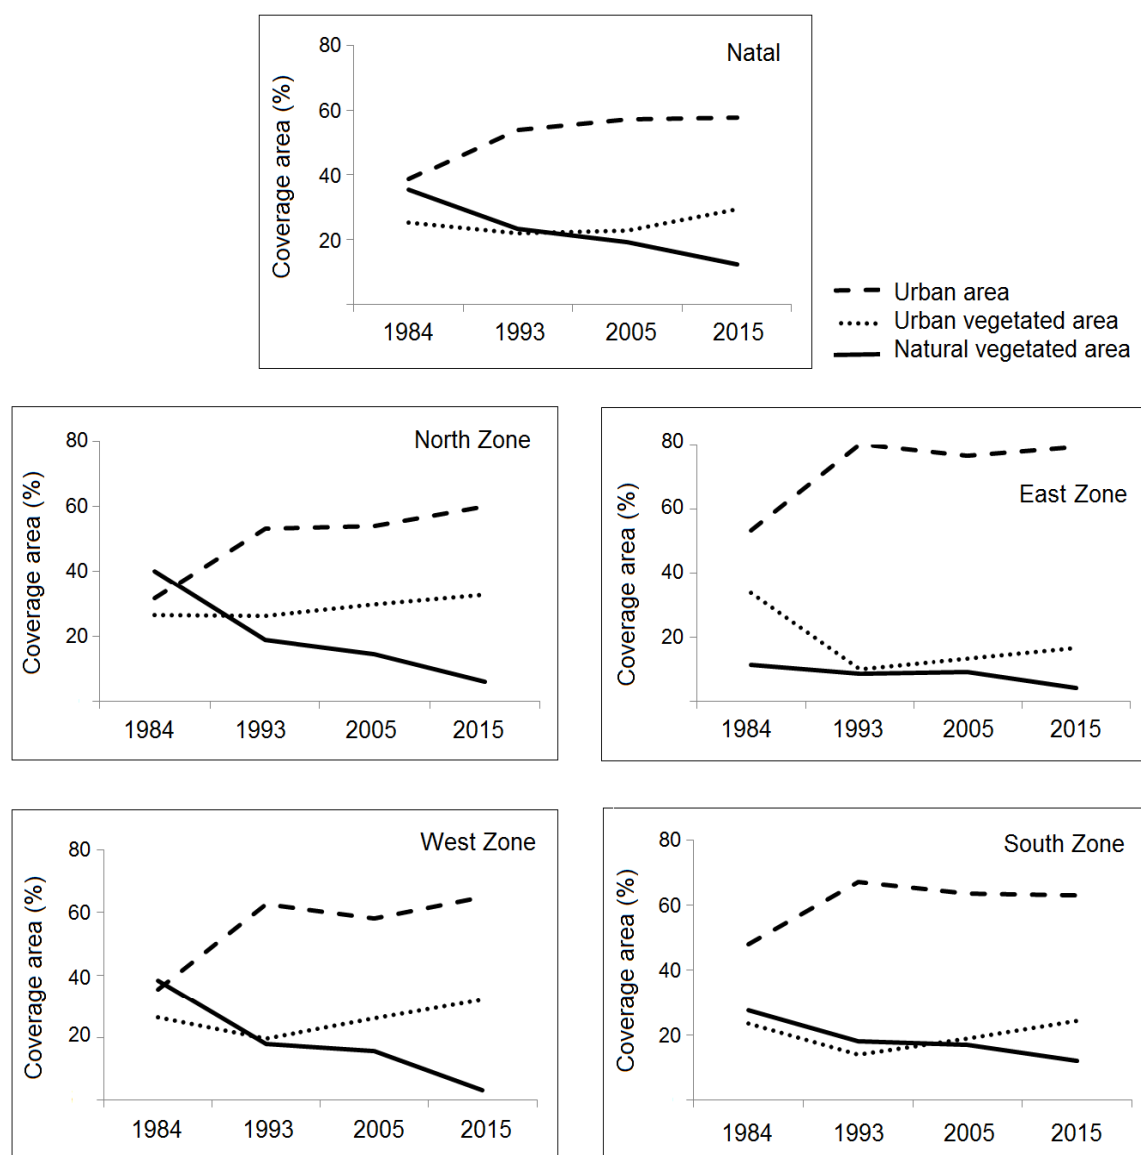 Natal
Coverage area (%)
80
60
40
20
1984 1993 2005 2015
Urban area
Urban vegetated area
Natural vegetated area
North Zone
Coverage area (%)
80
60
40
20
1984 1993 2005 2015
East Zone
Coverage area (%)
80
60
40
20
1984 1993 2005 2015
West Zone
Coverage area (%)
80
60
40
20
1984 1993 2005 2015
South Zone
Coverage area (%)
80
60
40
20
1984 1993 2005 2015